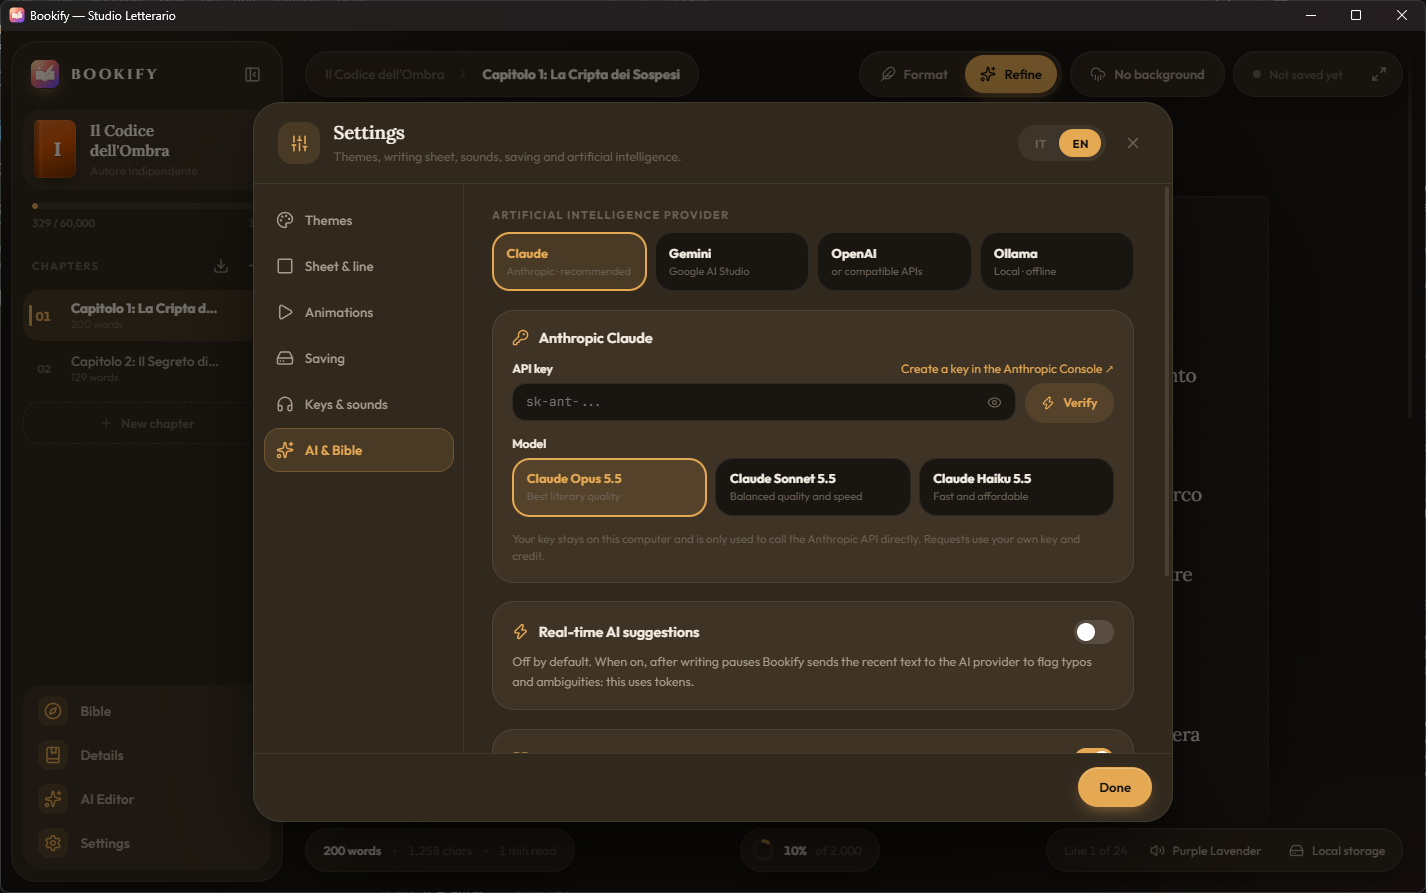 Bookify — Studio Letterario
BOOKIFY
Il Codice dell'Ombra
Capitolo 1: La Cripta dei Sospesi
Format
Refine
No background
Not saved yet
I
Il Codice
dell'Ombra
Autore Indipendente
329 / 60,000
CHAPTERS
01
Capitolo 1: La Cripta d...
200 words
02
Capitolo 2: Il Segreto di...
129 words
New chapter
Bible
Details
AI Editor
Settings
Settings
Themes, writing sheet, sounds, saving and artificial intelligence.
IT
EN
Themes
Sheet & line
Animations
Saving
Keys & sounds
AI & Bible
ARTIFICIAL INTELLIGENCE PROVIDER
Claude
Anthropic · recommended
Gemini
Google AI Studio
OpenAI
or compatible APIs
Ollama
Local · offline
Anthropic Claude
API key
Create a key in the Anthropic Console ↗
sk-ant-...
Verify
Model
Claude Opus 5.5
Best literary quality
Claude Sonnet 5.5
Balanced quality and speed
Claude Haiku 5.5
Fast and affordable
Your key stays on this computer and is only used to call the Anthropic API directly. Requests use your own key and
credit.
Real-time AI suggestions
Off by default. When on, after writing pauses Bookify sends the recent text to the AI provider to flag typos
and ambiguities: this uses tokens.
Done
200 words • 1,258 chars • 1 min read
10% of 2,000
Line 1 of 24
Purple Lavender
Local storage